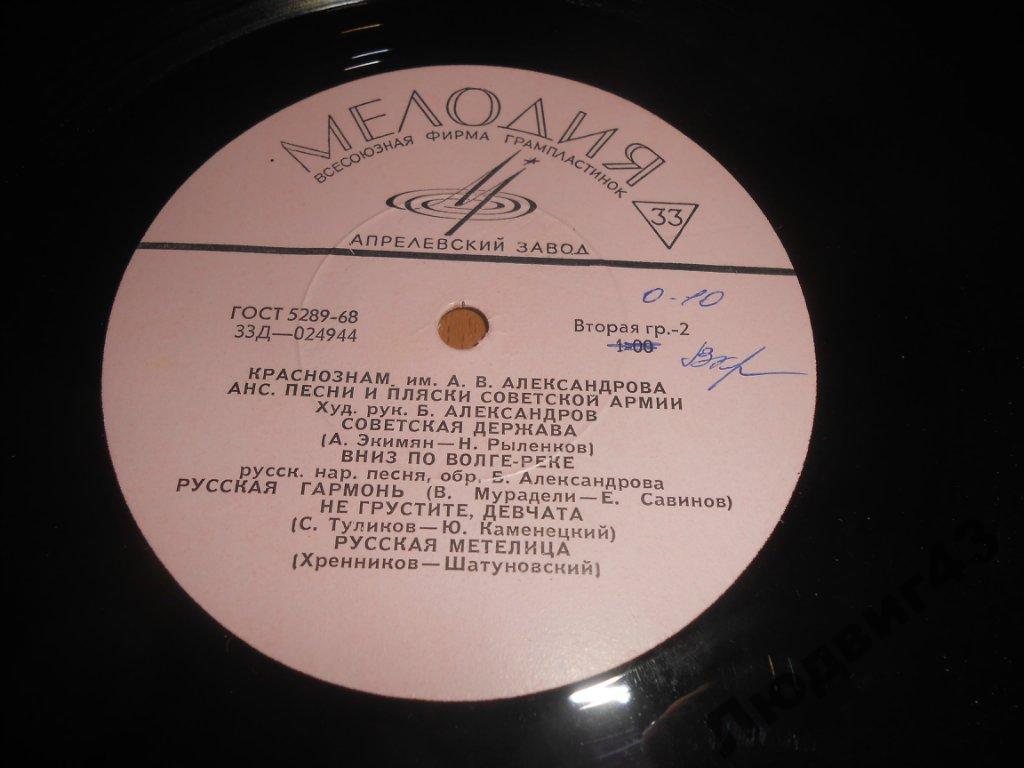 МЕЛОДИЯ
ВСЕСОЮЗНАЯ ФИРМА ГРАМПЛАСТИНОК
33
АПРЕЛЕВСКИЙ ЗАВОД
0-10
ГОСТ 5289-68
Вторая гр.-2
33Д—024944
1-00
КРАСНОЗНАМ. им. А. В. АЛЕКСАНДРОВА
АНС. ПЕСНИ И ПЛЯСКИ СОВЕТСКОЙ АРМИИ
Худ. рук. Б. АЛЕКСАНДРОВ
СОВЕТСКАЯ ДЕРЖАВА
(А. Экимян—Н. Рыленков)
ВНИЗ ПО ВОЛГЕ-РЕКЕ
русск. нар. песня, обр. Б. Александрова
РУССКАЯ ГАРМОНЬ (В. Мурадели—Е. Савинов)
НЕ ГРУСТИТЕ, ДЕВЧАТА
(С. Туликов—Ю. Каменецкий)
РУССКАЯ МЕТЕЛИЦА
(Хренников—Шатуновский)
Людвиг43